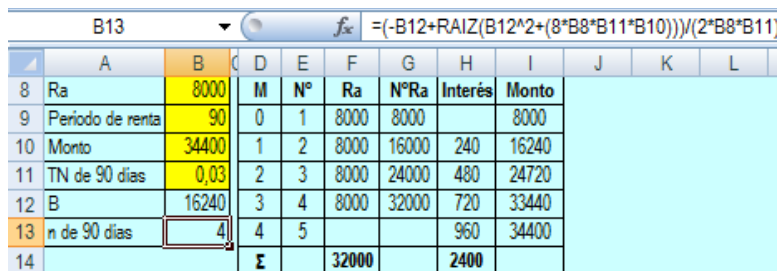 B13 fx =(-B12+RAIZ(B12^2+(8*B8*B11*B10)))/(2*B8*B11)
A B C D E F G H I J K L
8 Ra 8000 M N° Ra N°Ra Interés Monto
9 Periodo de renta 90 0 1 8000 8000 8000
10 Monto 34400 1 2 8000 16000 240 16240
11 TN de 90 dias 0,03 2 3 8000 24000 480 24720
12 B 16240 3 4 8000 32000 720 33440
13 n de 90 dias 4 4 5 960 34400
14 Σ 32000 2400